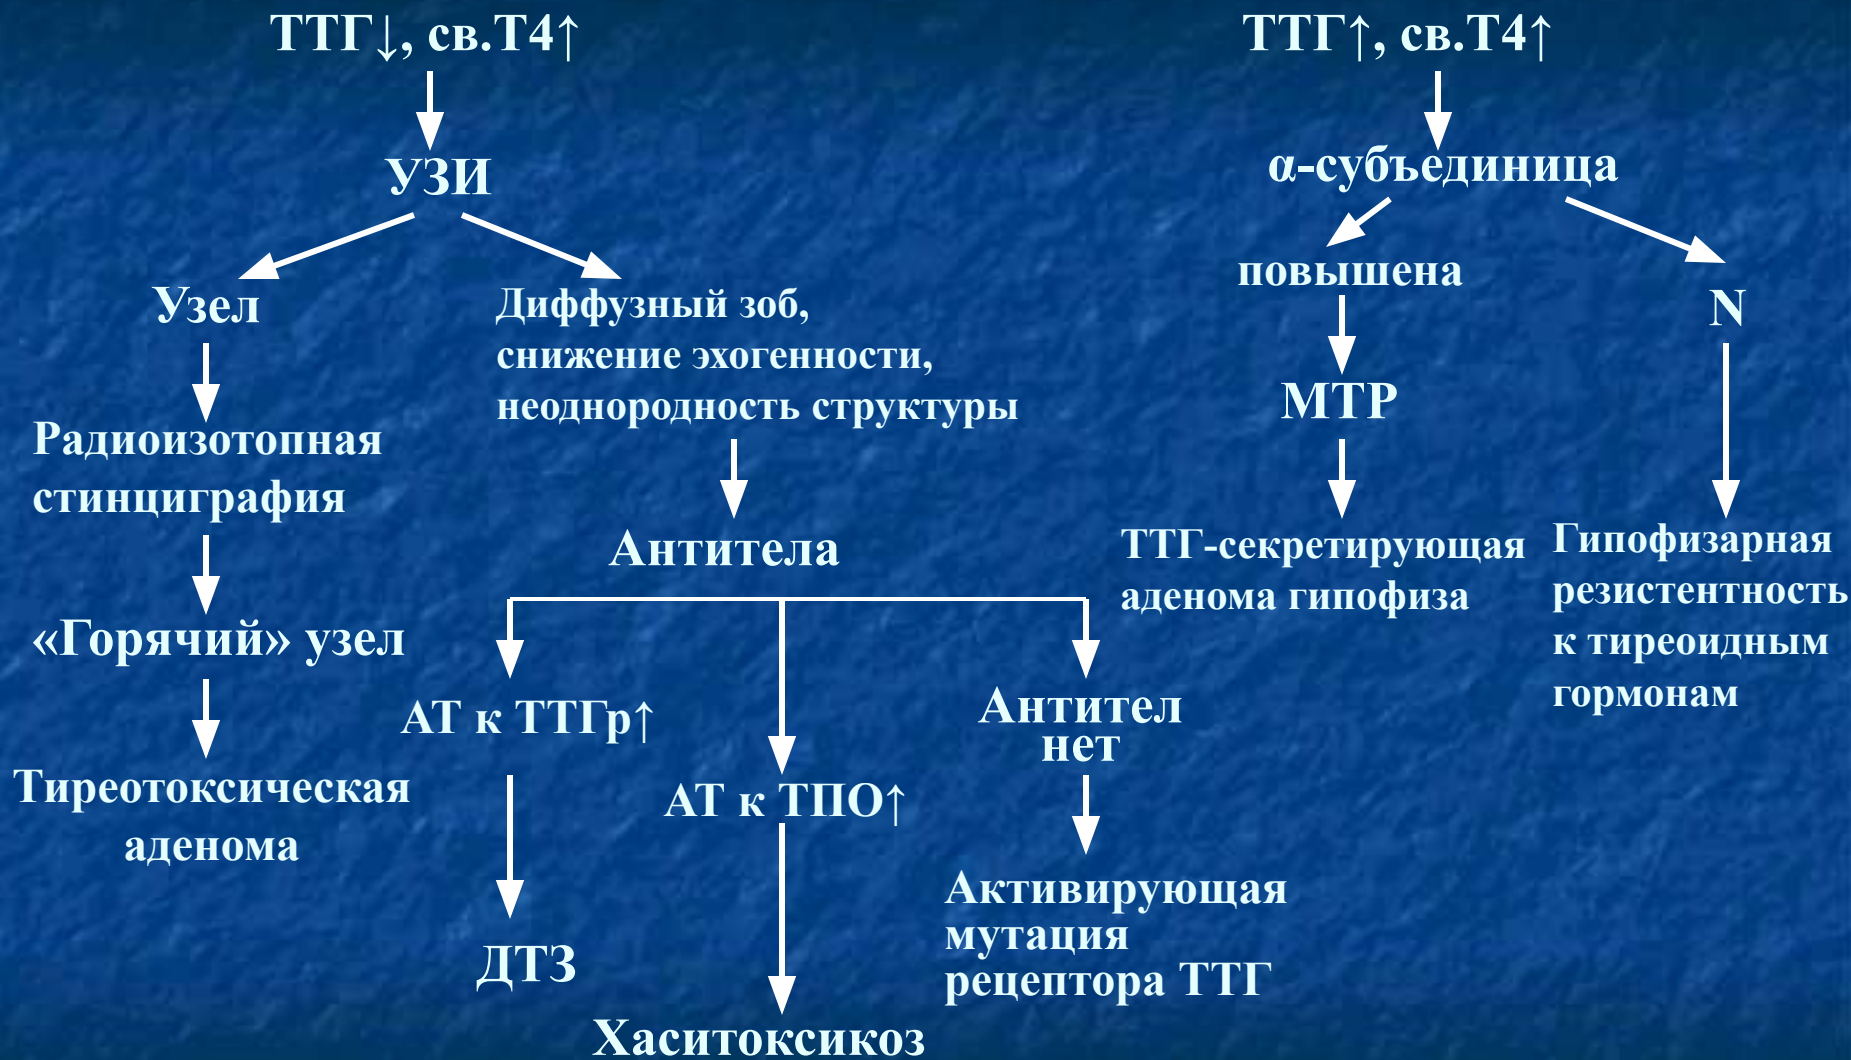 ТТГ↓, св.Т4↑
УЗИ
Узел
Радиоизотопная
стинциграфия
«Горячий» узел
Тиреотоксическая
аденома
Диффузный зоб,
снижение эхогенности,
неоднородность структуры
Антитела
АТ к ТТГр↑
ДТЗ
АТ к ТПО↑
Хаситоксикоз
Антител
нет
Активирующая
мутация
рецептора ТТГ
ТТГ↑, св.Т4↑
α-субъединица
повышена
МТР
ТТГ-секретирующая
аденома гипофиза
N
Гипофизарная
резистентность
к тиреоидным
гормонам